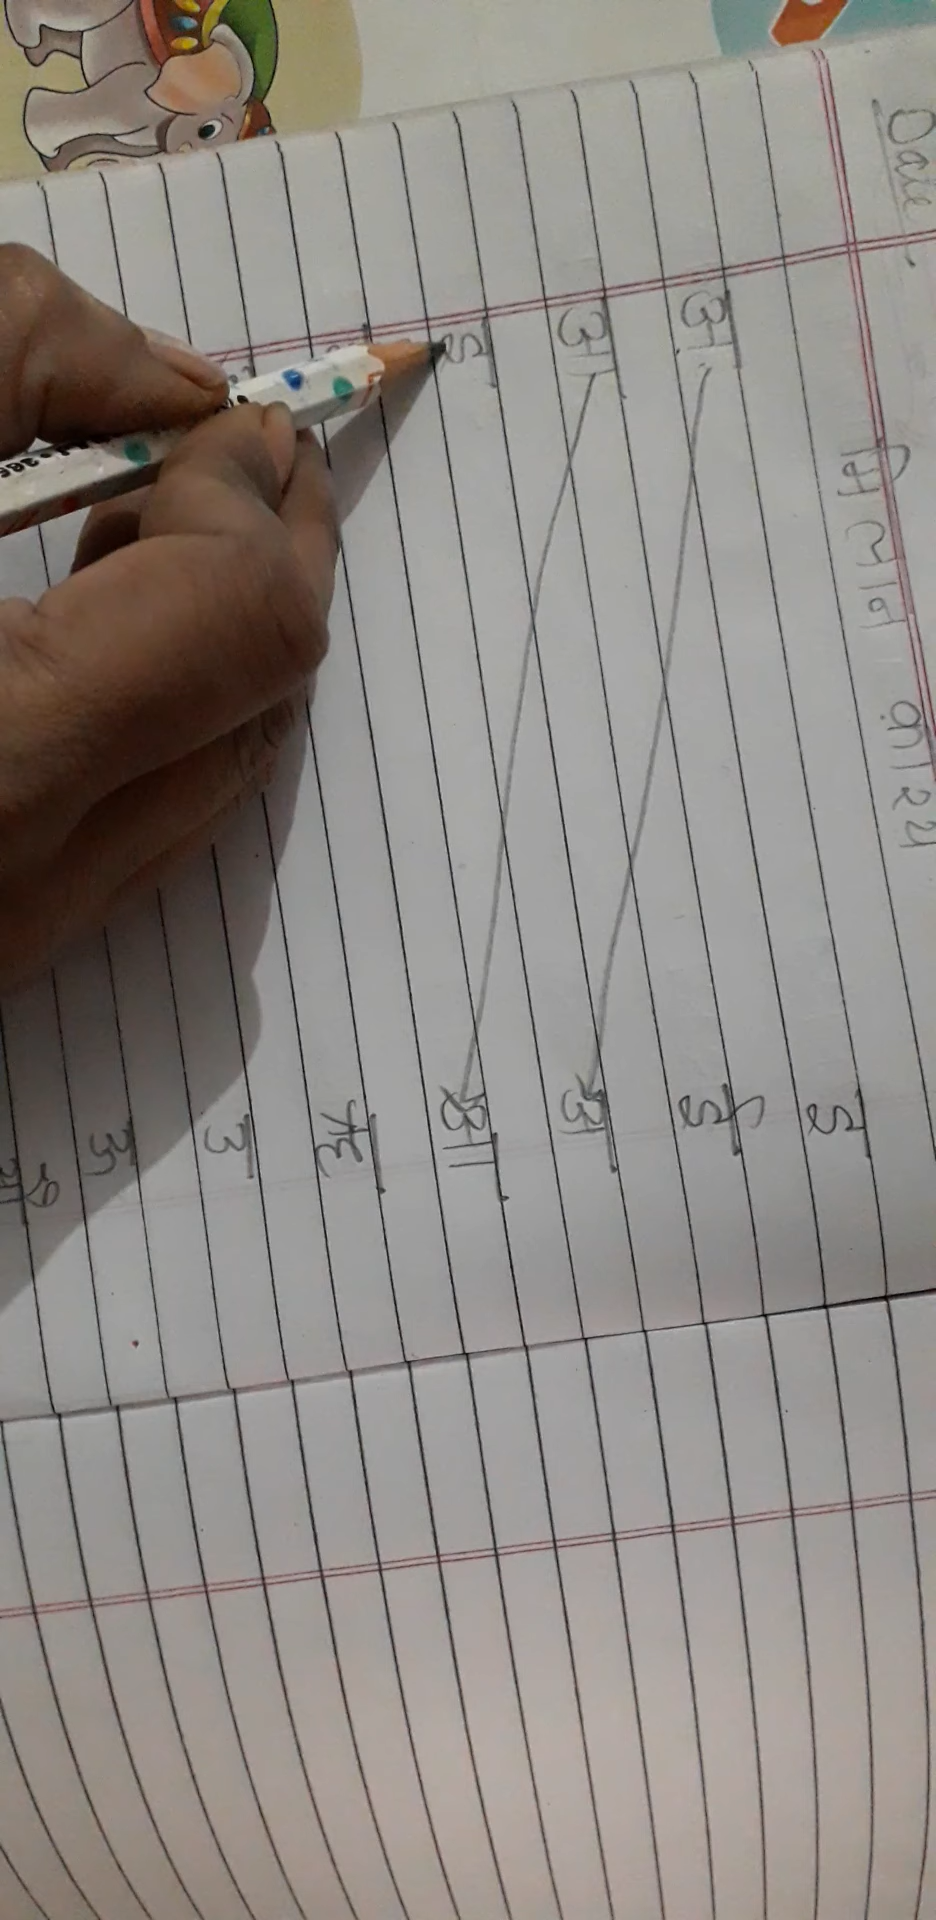 Date.
मिलान करिये
इ
अ ई
आ अ
इ आ
ऋ
उ
ऊ